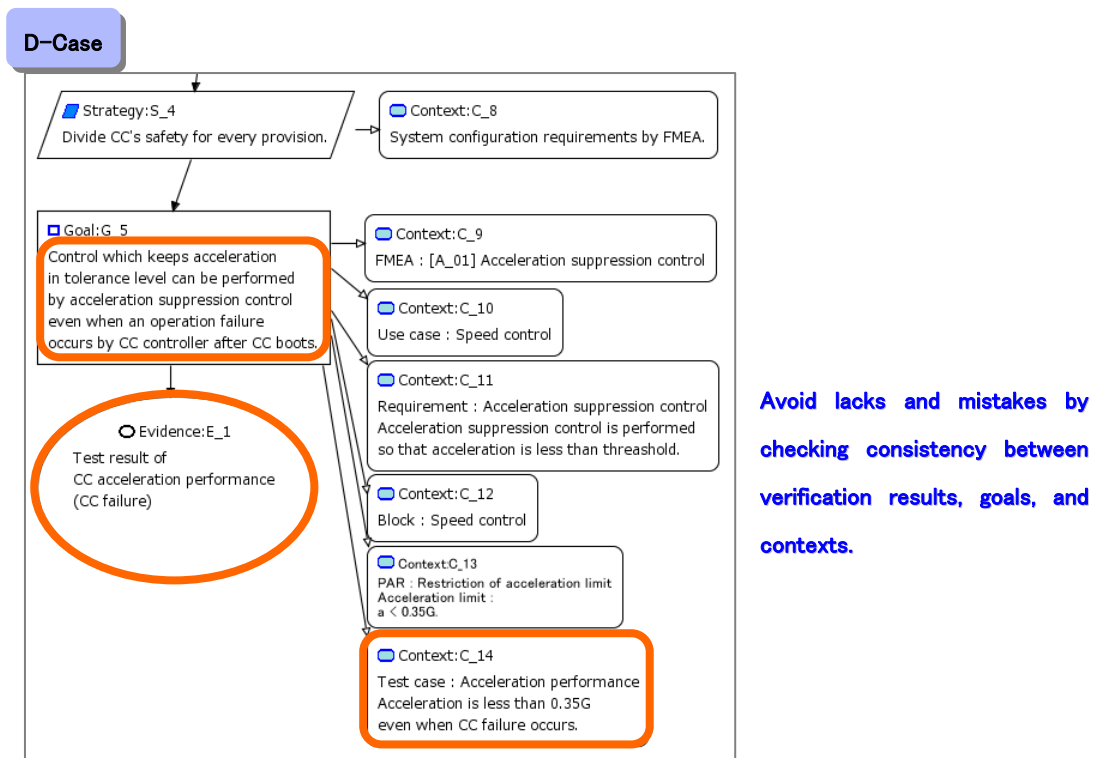 D-Case
Strategy:S_4
Divide CC's safety for every provision.
Context:C_8
System configuration requirements by FMEA.
Goal:G_5
Control which keeps acceleration
in tolerance level can be performed
by acceleration suppression control
even when an operation failure
occurs by CC controller after CC boots.
Context:C_9
FMEA : [A_01] Acceleration suppression control
Context:C_10
Use case : Speed control
Context:C_11
Requirement : Acceleration suppression control
Acceleration suppression control is performed
so that acceleration is less than threashold.
Evidence:E_1
Test result of
CC acceleration performance
(CC failure)
Context:C_12
Block : Speed control
Context:C_13
PAR : Restriction of acceleration limit
Acceleration limit :
a < 0.35G.
Context:C_14
Test case : Acceleration performance
Acceleration is less than 0.35G
even when CC failure occurs.
Avoid lacks and mistakes by
checking consistency between
verification results, goals, and
contexts.